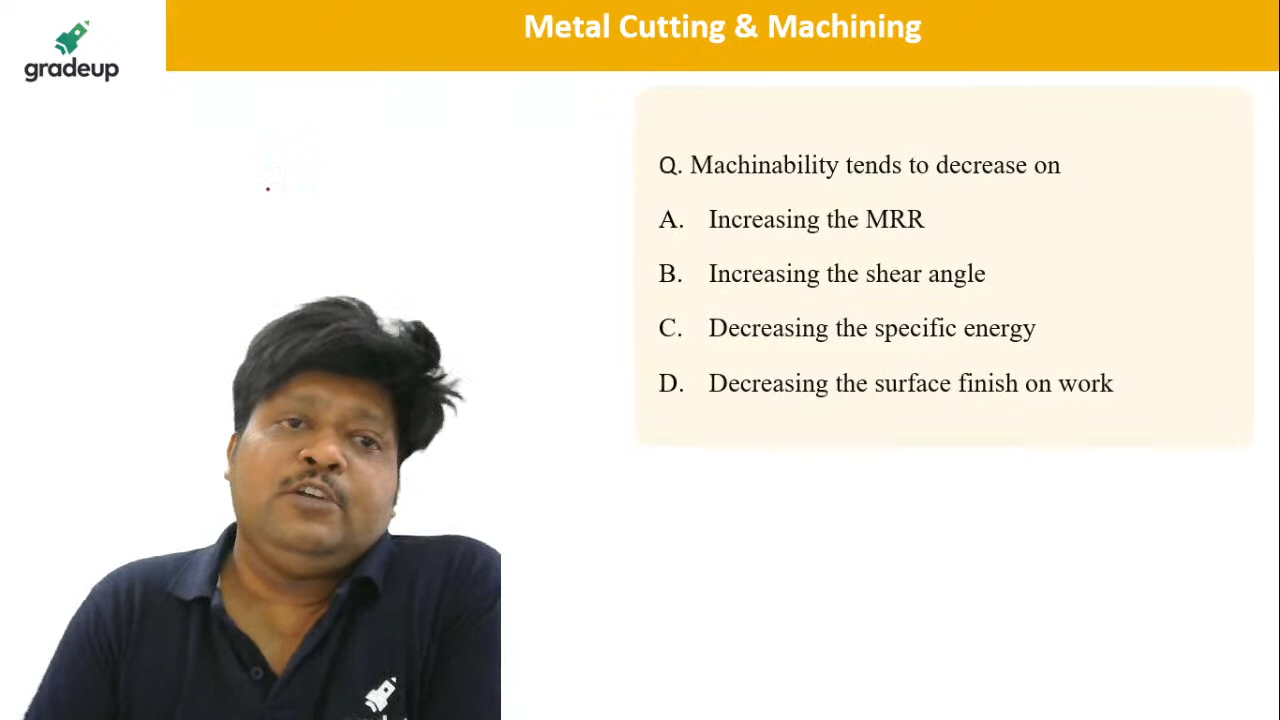 Metal Cutting & Machining
gradeup
Q. Machinability tends to decrease on
A. Increasing the MRR
B. Increasing the shear angle
C. Decreasing the specific energy
D. Decreasing the surface finish on work